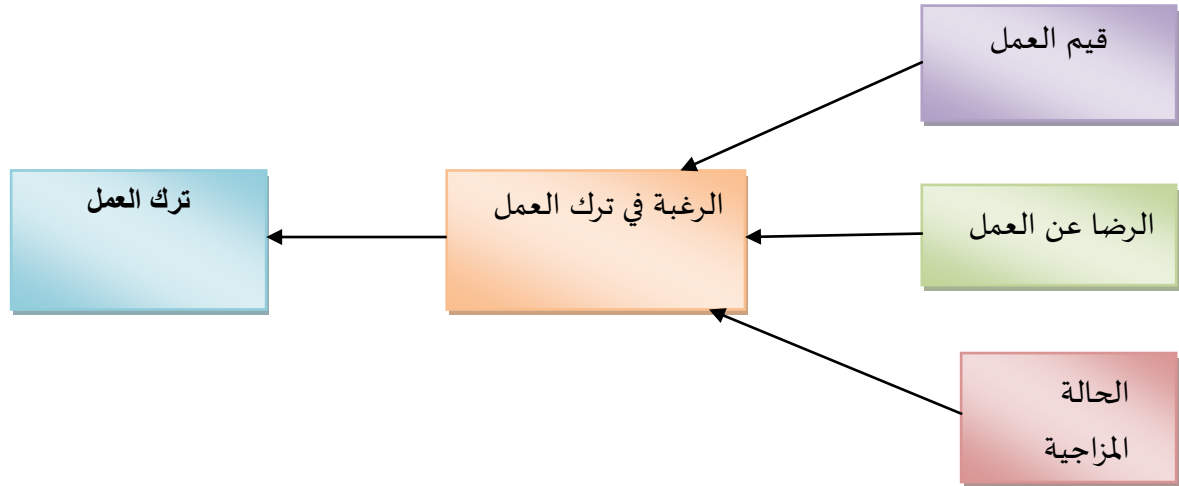 قيم العمل
الرضا عن العمل
الحالة
المزاجية
الرغبة في ترك العمل
ترك العمل